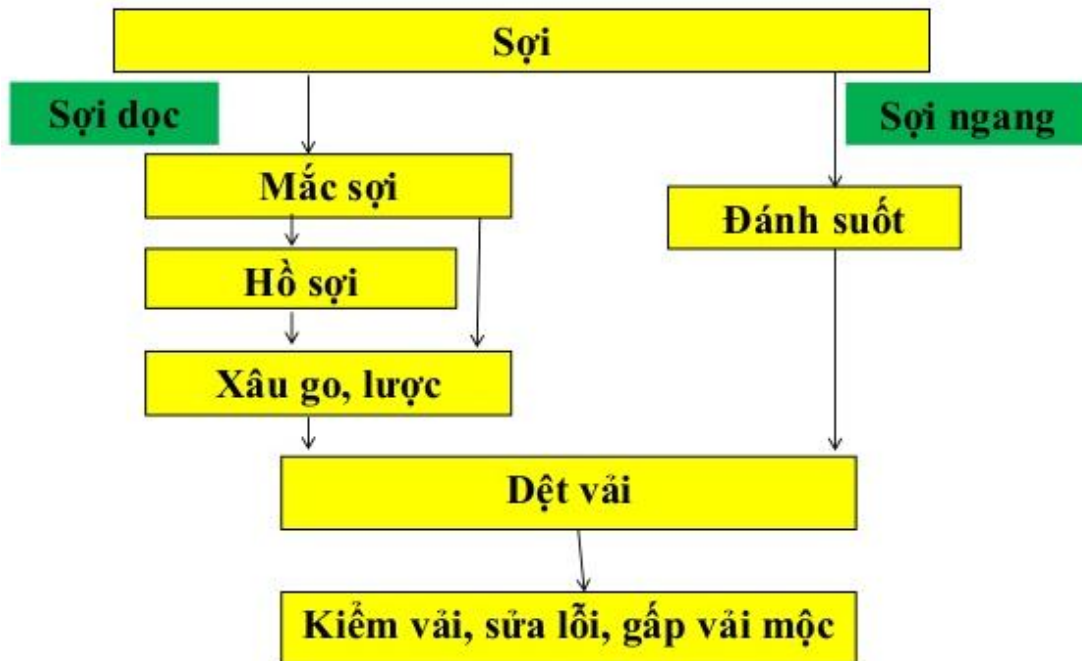 Sợi
Sợi dọc
Sợi ngang
Mắc sợi
Đánh suốt
Hồ sợi
Xâu go, lược
Dệt vải
Kiểm vải, sửa lỗi, gấp vải mộc